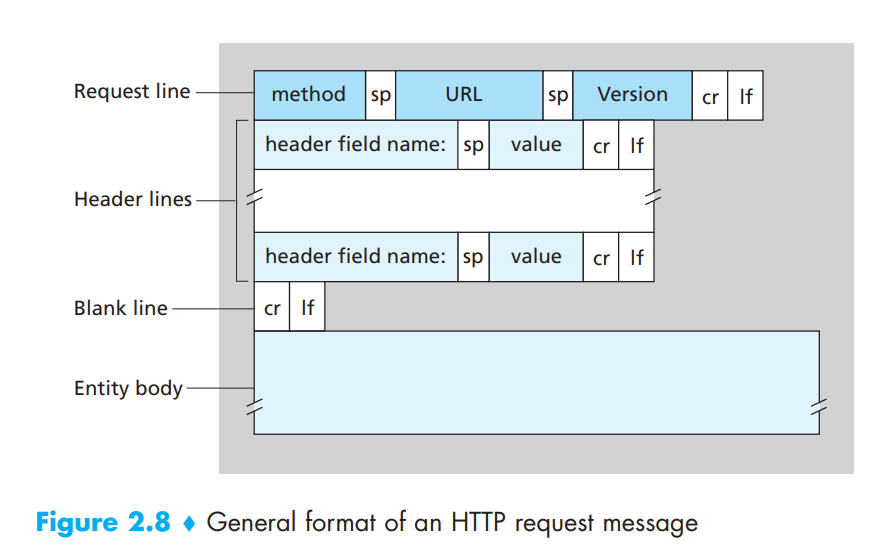 Request line method sp URL sp Version cr lf
header field name: sp value cr lf
Header lines
header field name: sp value cr lf
Blank line cr lf
Entity body
Figure 2.8 ♦ General format of an HTTP request message